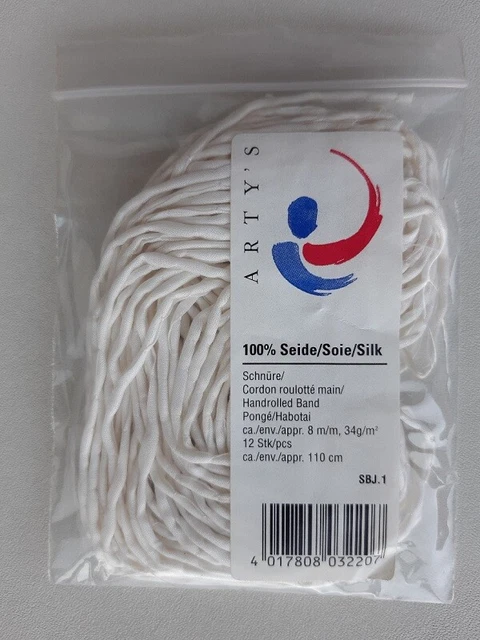 ARTY'S
100% Seide/Soie/Silk
Schnüre/
Cordon roulotté main/
Handrolled Band
Pongé/Habotai
ca./env./appr. 8 m/m, 34g/m²
12 Stk/pcs
ca./env./appr. 110 cm
SBJ.1
4 017808 032207